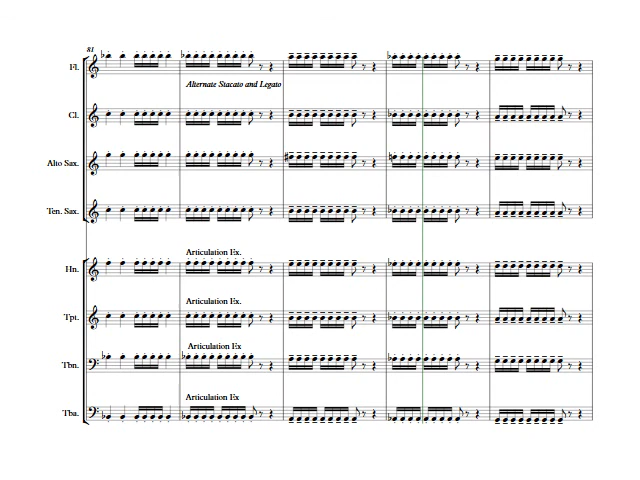 81
Fl.
Alternate Stacato and Legato
Cl.
Alto Sax.
Ten. Sax.
Articulation Ex.
Hn.
Articulation Ex.
Tpt.
Articulation Ex
Tbn.
Articulation Ex
Tba.